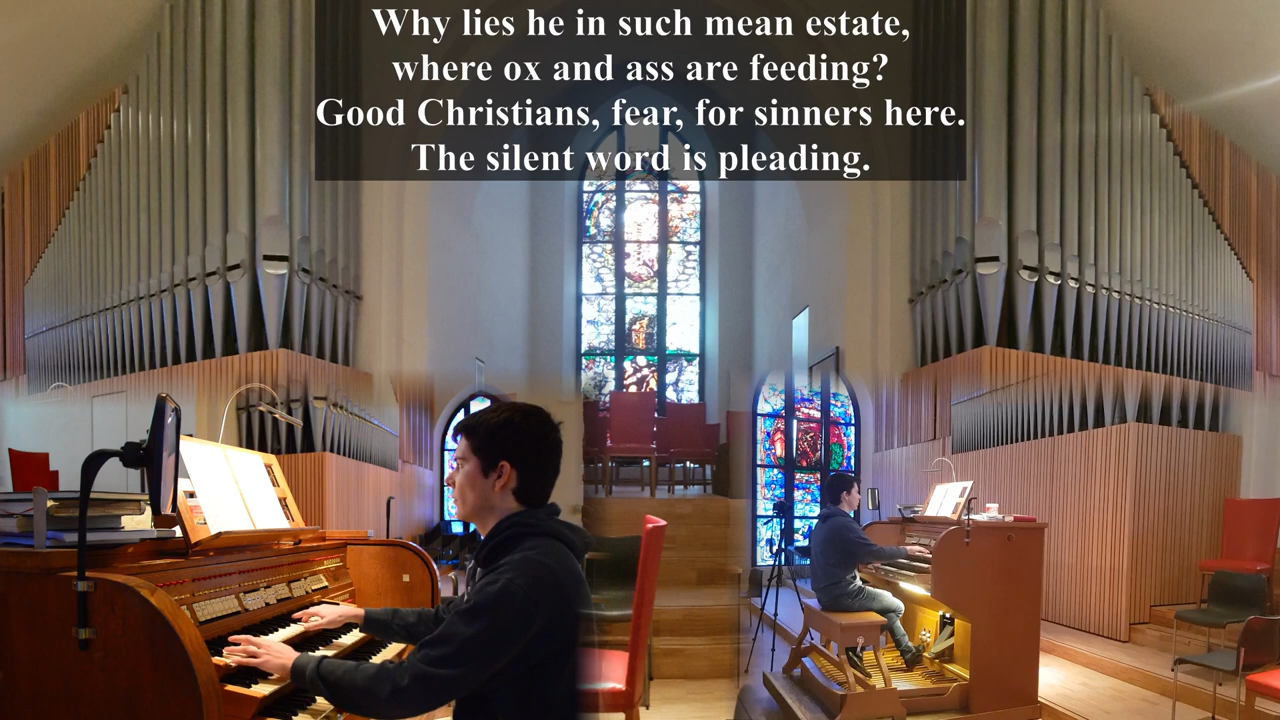 Why lies he in such mean estate,
where ox and ass are feeding?
Good Christians, fear, for sinners here.
The silent word is pleading.